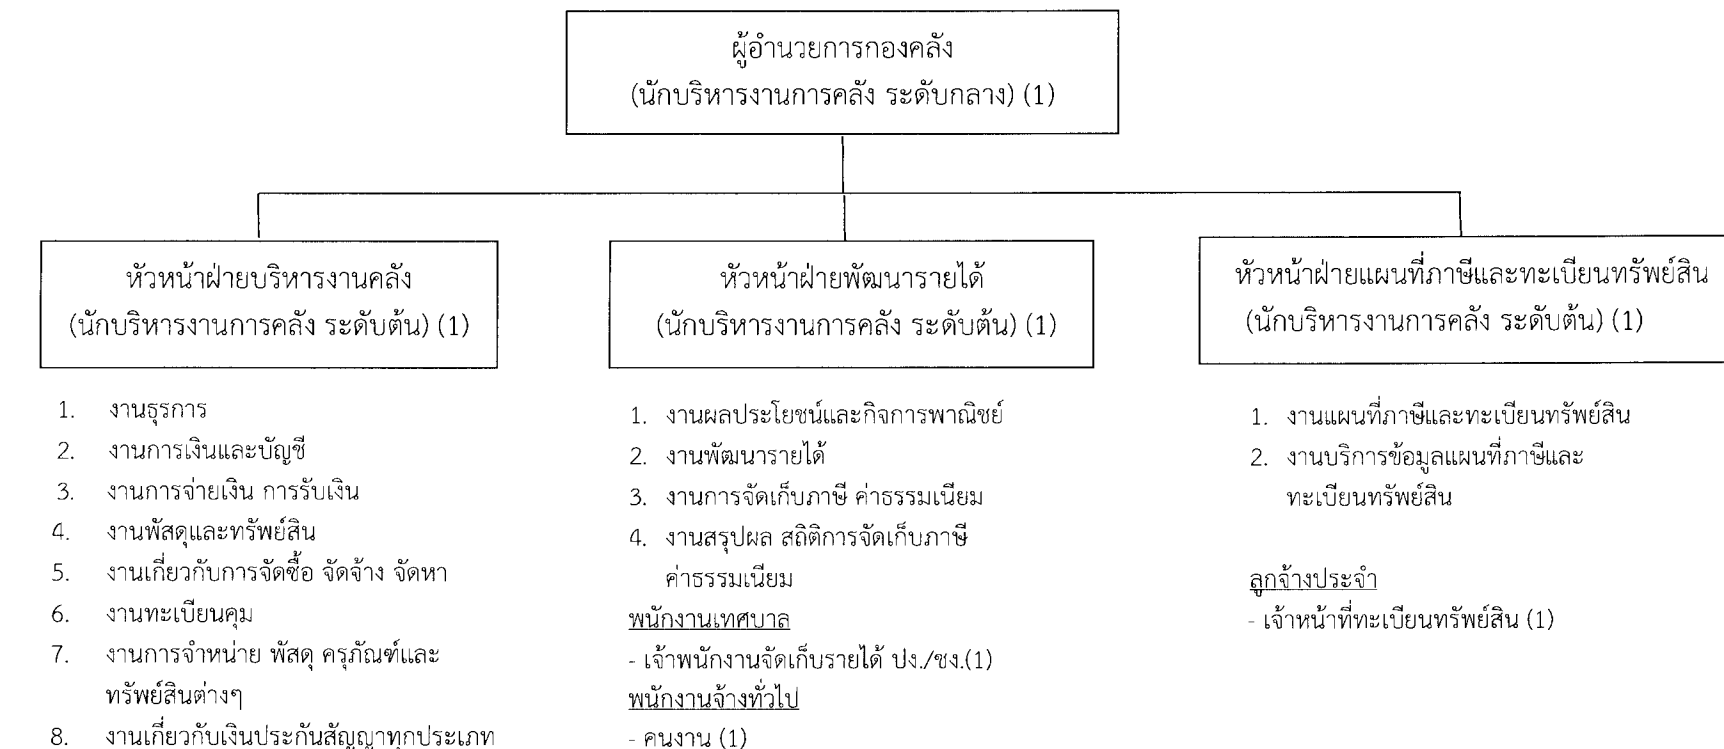 ผู้อำนวยการกองคลัง
(นักบริหารงานการคลัง ระดับกลาง) (1)
หัวหน้าฝ่ายบริหารงานคลัง
(นักบริหารงานการคลัง ระดับต้น) (1)
1. งานธุรการ
2. งานการเงินและบัญชี
3. งานการจ่ายเงิน การรับเงิน
4. งานพัสดุและทรัพย์สิน
5. งานเกี่ยวกับการจัดซื้อ จัดจ้าง จัดหา
6. งานทะเบียนคุม
7. งานการจำหน่าย พัสดุ ครุภัณฑ์และ
ทรัพย์สินต่างๆ
8. งานเกี่ยวกับเงินประกันสัญญาทุกประเภท
หัวหน้าฝ่ายพัฒนารายได้
(นักบริหารงานการคลัง ระดับต้น) (1)
1. งานผลประโยชน์และกิจการพาณิชย์
2. งานพัฒนารายได้
3. งานการจัดเก็บภาษี ค่าธรรมเนียม
4. งานสรุปผล สถิติการจัดเก็บภาษี
ค่าธรรมเนียม
พนักงานเทศบาล
- เจ้าพนักงานจัดเก็บรายได้ ปง./ชง.(1)
พนักงานจ้างทั่วไป
- คนงาน (1)
หัวหน้าฝ่ายแผนที่ภาษีและทะเบียนทรัพย์สิน
(นักบริหารงานการคลัง ระดับต้น) (1)
1. งานแผนที่ภาษีและทะเบียนทรัพย์สิน
2. งานบริการข้อมูลแผนที่ภาษีและ
ทะเบียนทรัพย์สิน
ลูกจ้างประจำ
- เจ้าหน้าที่ทะเบียนทรัพย์สิน (1)